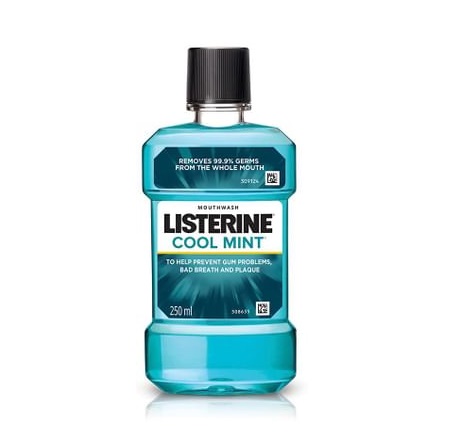 REMOVES 99.9% GERMS
FROM THE WHOLE MOUTH
MOUTHWASH
LISTERINE®
COOL MINT
TO HELP PREVENT GUM PROBLEMS,
BAD BREATH AND PLAQUE
250 ml